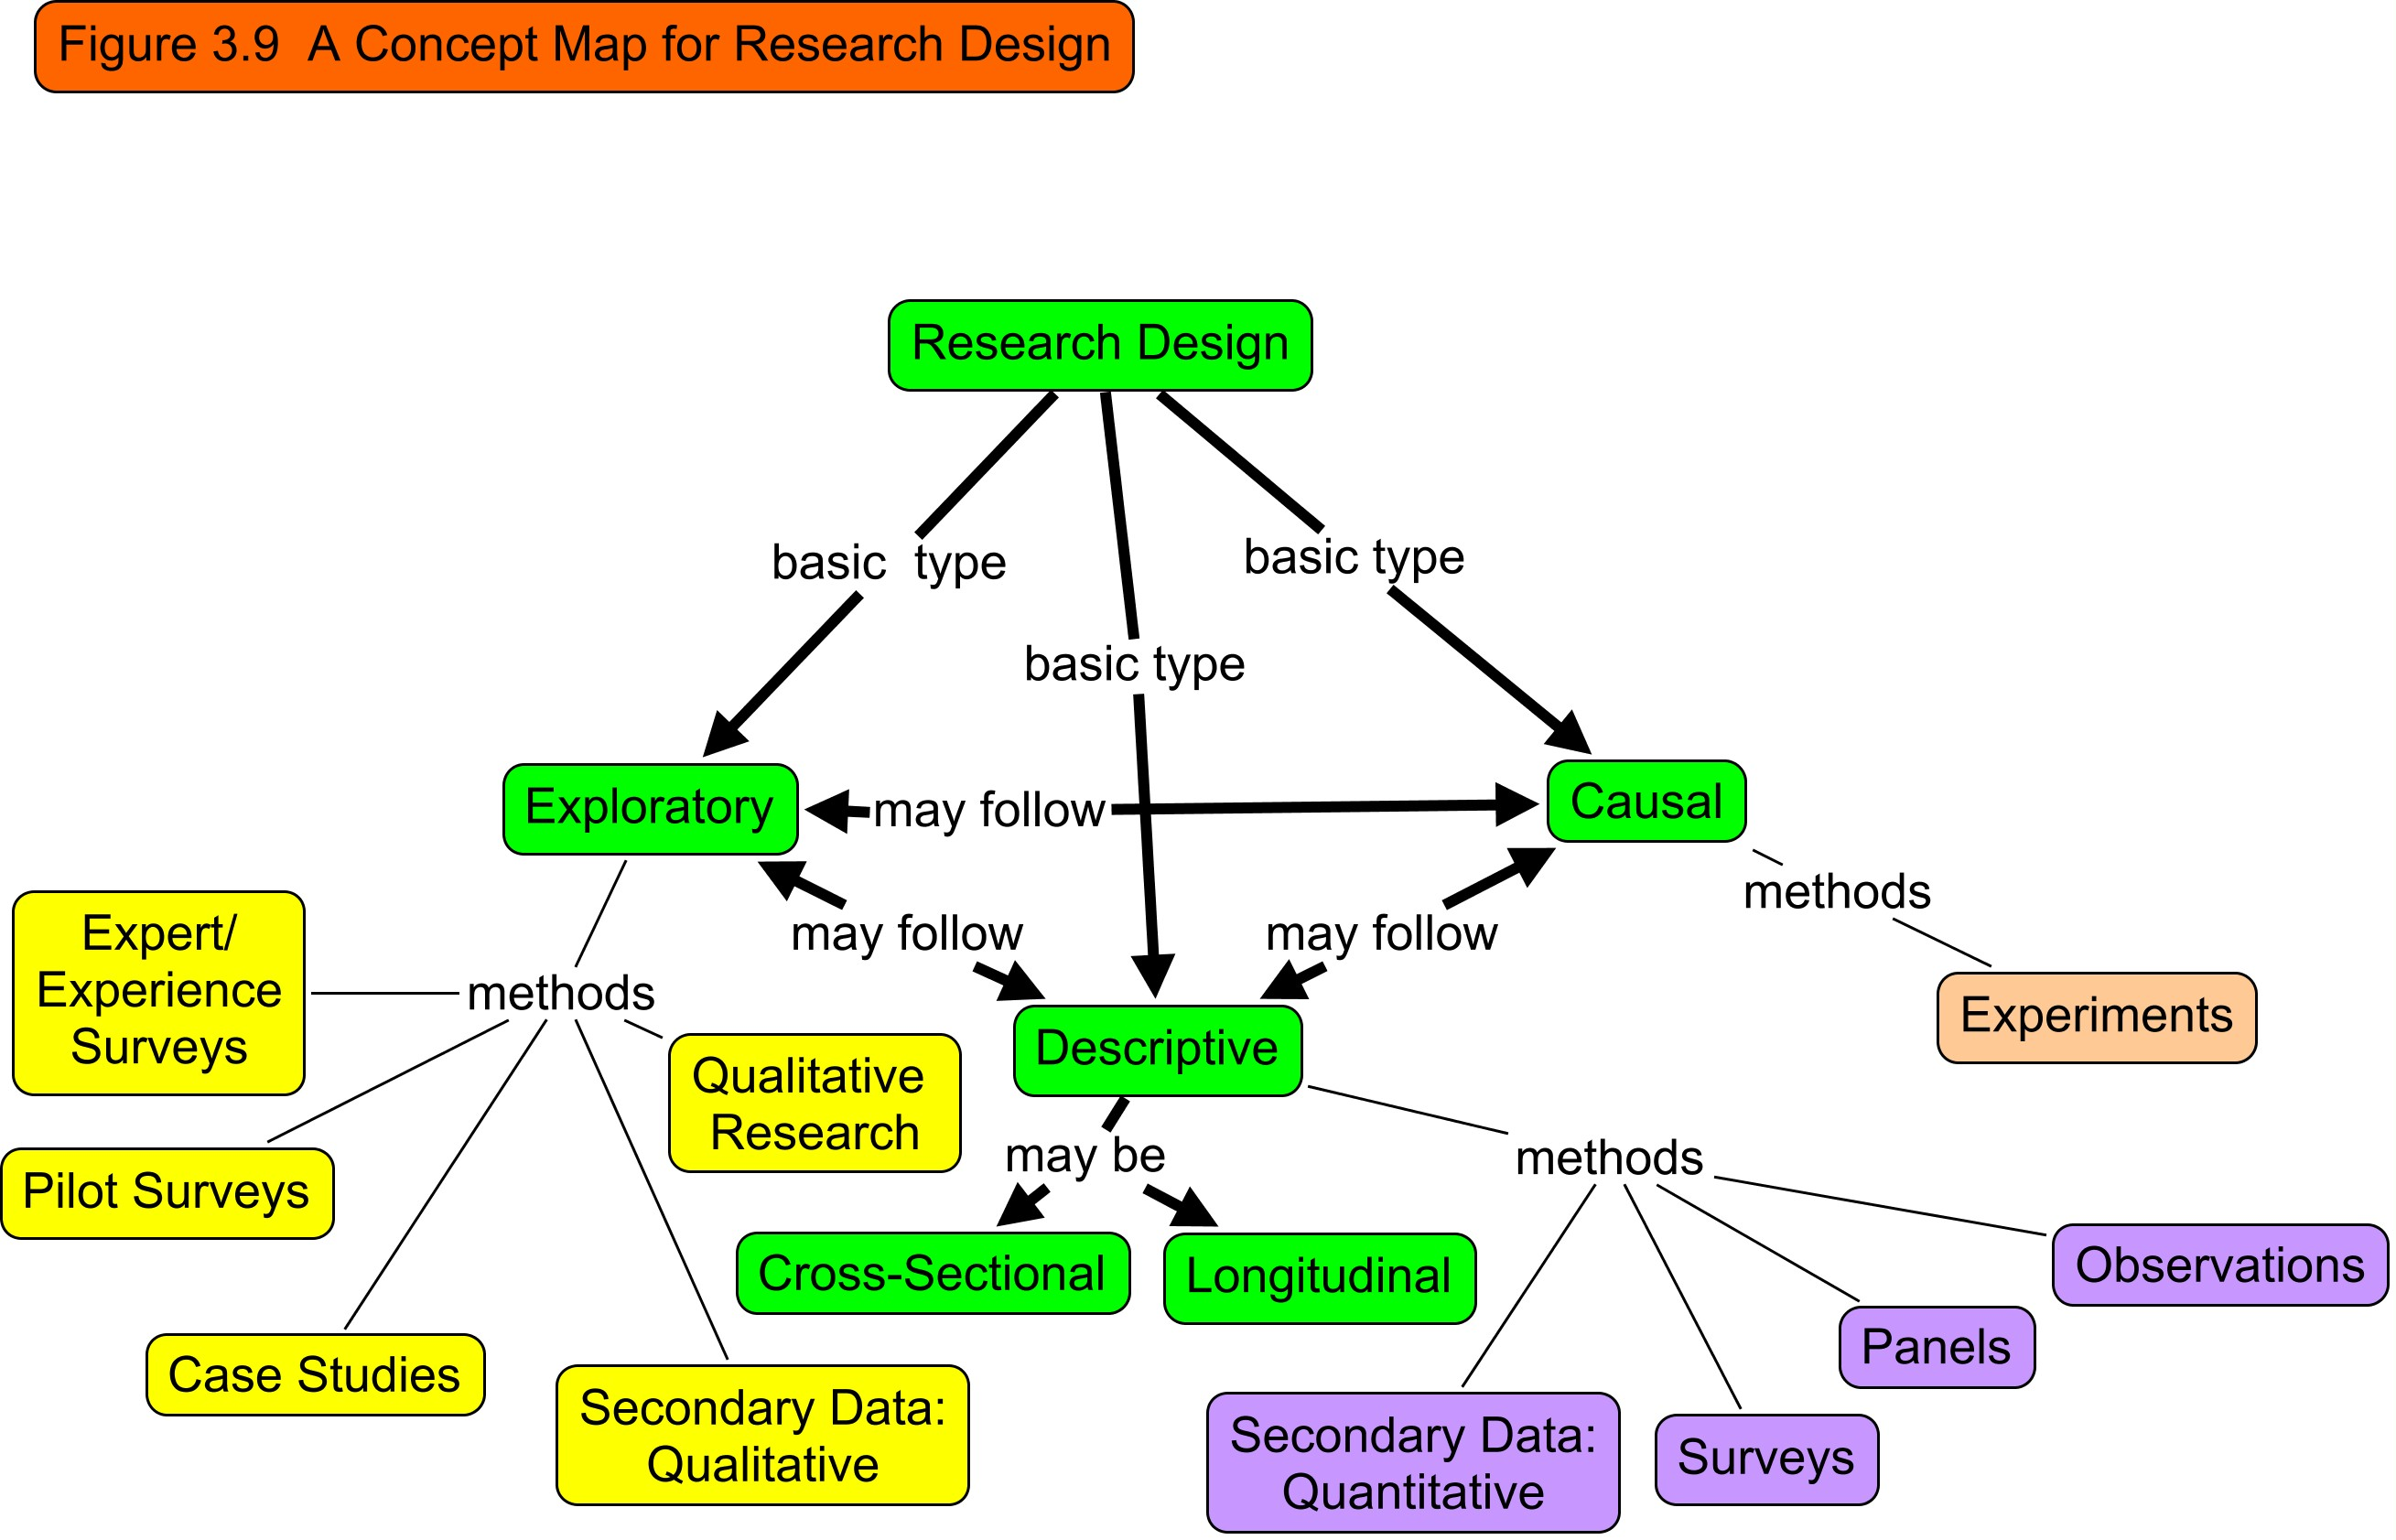 Figure 3.9 A Concept Map for Research Design
Research Design
basic type
basic type
basic type
Exploratory
may follow
Causal
methods
may follow
may follow
Expert/
Experience
Surveys
methods
Experiments
Descriptive
Qualitative
Research
may be
methods
Pilot Surveys
Cross-Sectional
Longitudinal
Observations
Panels
Case Studies
Secondary Data:
Qualitative
Secondary Data:
Quantitative
Surveys